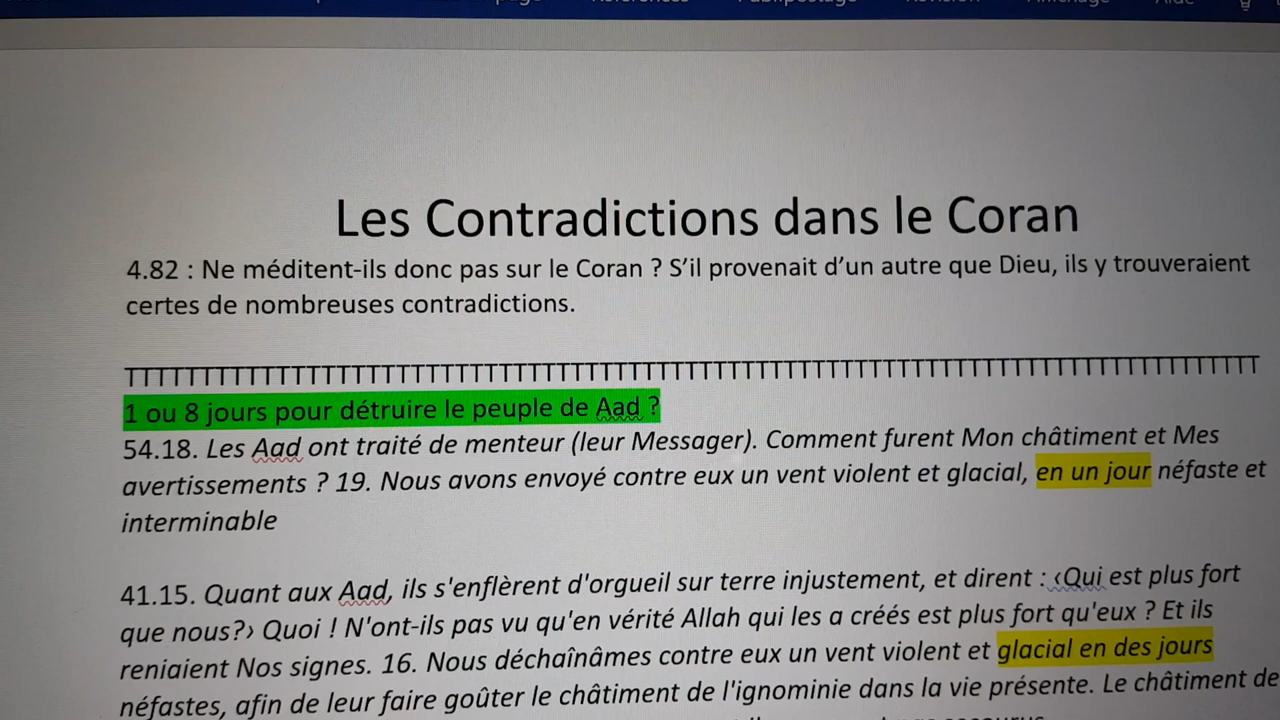 Les Contradictions dans le Coran
4.82 : Ne méditent-ils donc pas sur le Coran ? S’il provenait d’un autre que Dieu, ils y trouveraient
certes de nombreuses contradictions.
TTTTTTTTTTTTTTTTTTTTTTTTTTTTTTTTTTTTTTTTTTTTTTTTTTTTTTTTTTTTTTTTTTTTTTTTTT
1 ou 8 jours pour détruire le peuple de Aad ?
54.18. Les Aad ont traité de menteur (leur Messager). Comment furent Mon châtiment et Mes
avertissements ? 19. Nous avons envoyé contre eux un vent violent et glacial, en un jour néfaste et
interminable
41.15. Quant aux Aad, ils s'enflèrent d'orgueil sur terre injustement, et dirent : ‹Qui est plus fort
que nous?› Quoi ! N'ont-ils pas vu qu'en vérité Allah qui les a créés est plus fort qu'eux ? Et ils
reniaient Nos signes. 16. Nous déchaînâmes contre eux un vent violent et glacial en des jours
néfastes, afin de leur faire goûter le châtiment de l'ignominie dans la vie présente. Le châtiment de